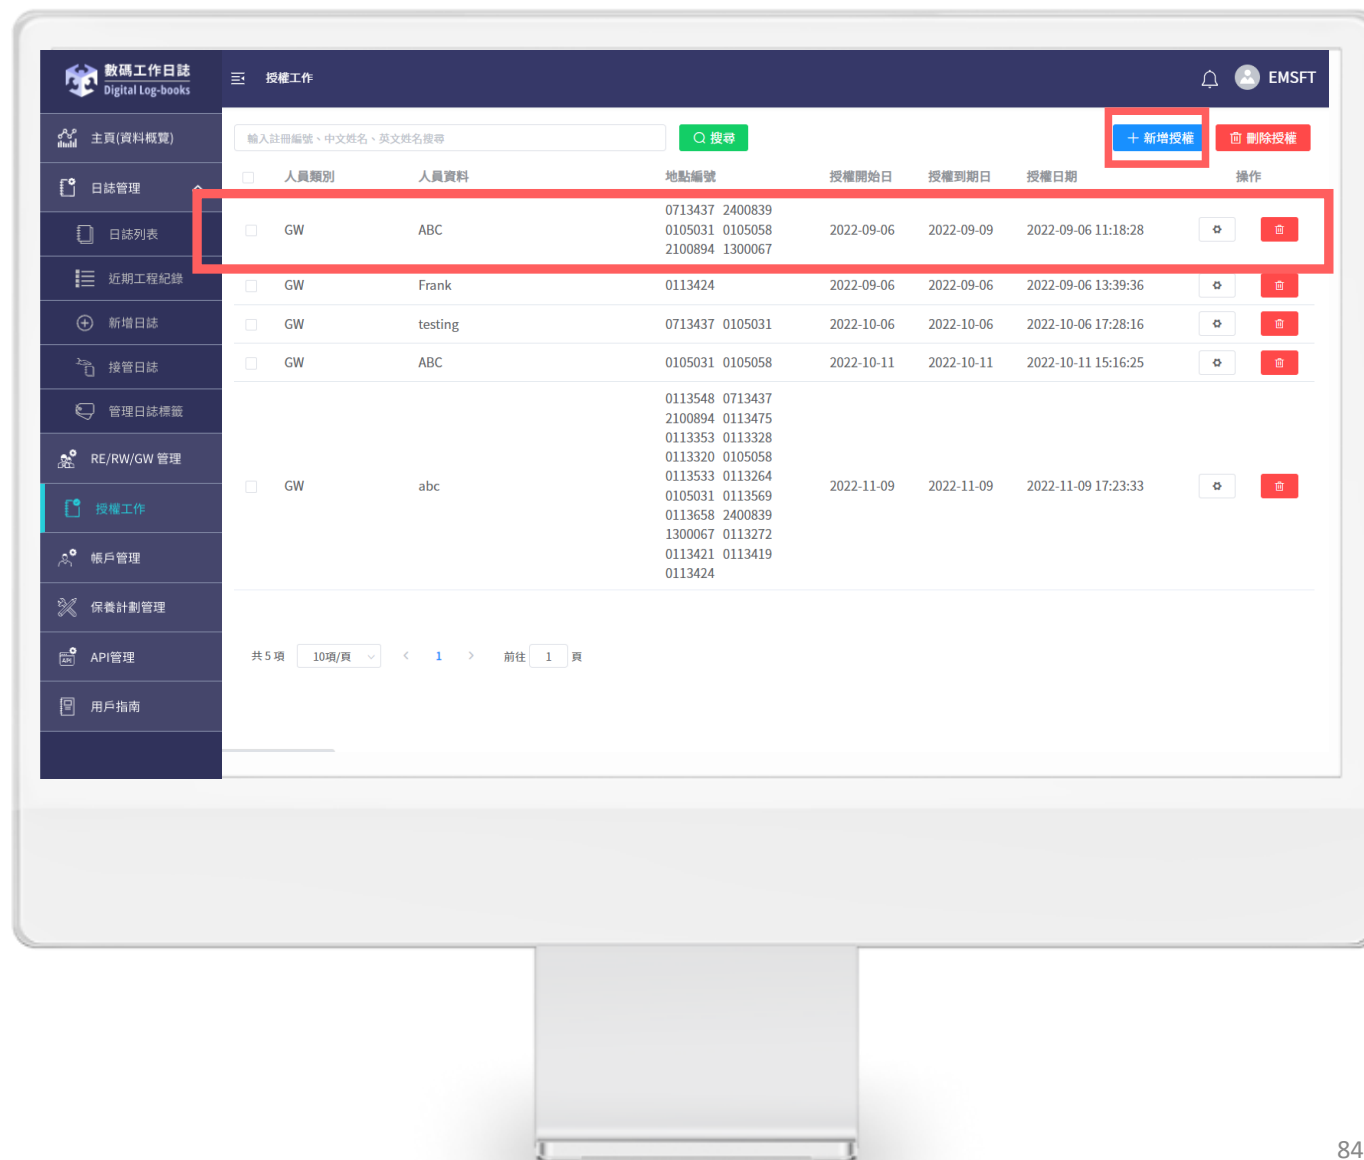 數碼工作日誌
Digital Log-books
授權工作
EMSFT
主頁(資料概覽)
日誌管理
日誌列表
近期工程紀錄
新增日誌
接管日誌
管理日誌標籤
RE/RW/GW 管理
授權工作
帳戶管理
保養計劃管理
API管理
用戶指南
輸入註冊編號、中文姓名、英文姓名搜尋
搜尋
新增授權
刪除授權
人員類別 人員資料 地點編號 授權開始日 授權到期日 授權日期 操作
0713437 2400839
GW ABC 0105031 0105058 2022-09-06 2022-09-09 2022-09-06 11:18:28
2100894 1300067
GW Frank 0113424 2022-09-06 2022-09-06 2022-09-06 13:39:36
GW testing 0713437 0105031 2022-10-06 2022-10-06 2022-10-06 17:28:16
GW ABC 0105031 0105058 2022-10-11 2022-10-11 2022-10-11 15:16:25
0113548 0713437
2100894 0113475
0113353 0113328
0113320 0105058
0113533 0113264
GW abc 2022-11-09 2022-11-09 2022-11-09 17:23:33
0105031 0113569
0113658 2400839
1300067 0113272
0113421 0113419
0113424
共 5 項 10項/頁 1 前往 1 頁
84